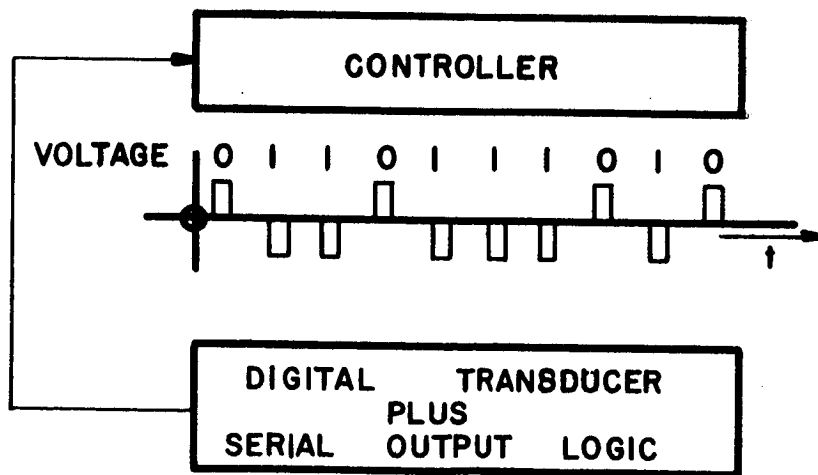 CONTROLLER
VOLTAGE 0 1 1 0 1 1 1 0 1 0
t
DIGITAL TRANSDUCER
PLUS
SERIAL OUTPUT LOGIC